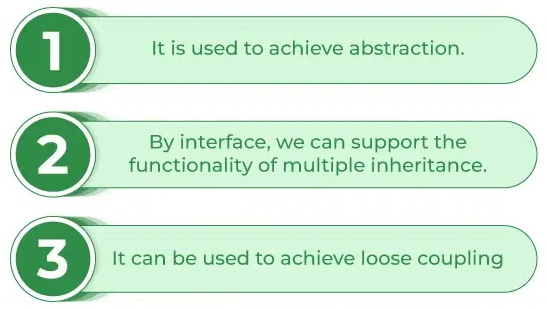 1
It is used to achieve abstraction.
2
By interface, we can support the
functionality of multiple inheritance.
3
It can be used to achieve loose coupling